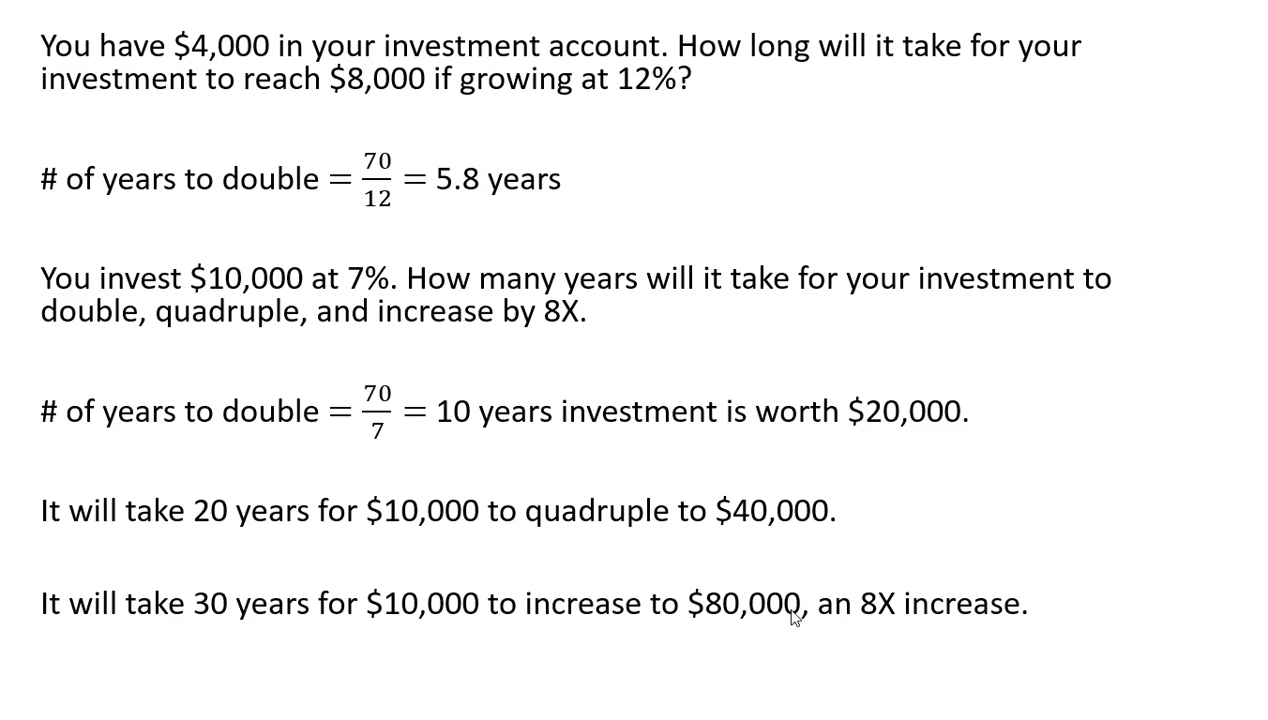 You have $4,000 in your investment account. How long will it take for your
investment to reach $8,000 if growing at 12%?
# of years to double = 70/12 = 5.8 years
You invest $10,000 at 7%. How many years will it take for your investment to
double, quadruple, and increase by 8X.
# of years to double = 70/7 = 10 years investment is worth $20,000.
It will take 20 years for $10,000 to quadruple to $40,000.
It will take 30 years for $10,000 to increase to $80,000, an 8X increase.